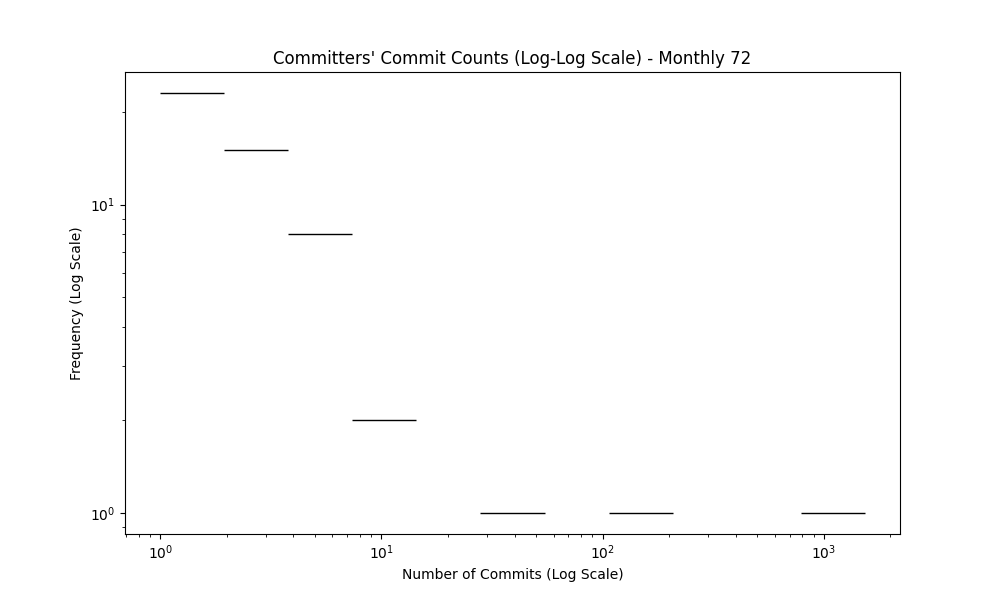 Committers' Commit Counts (Log-Log Scale) - Monthly 72
Frequency (Log Scale)
10¹
10⁰
10⁰ 10¹ 10² 10³
Number of Commits (Log Scale)